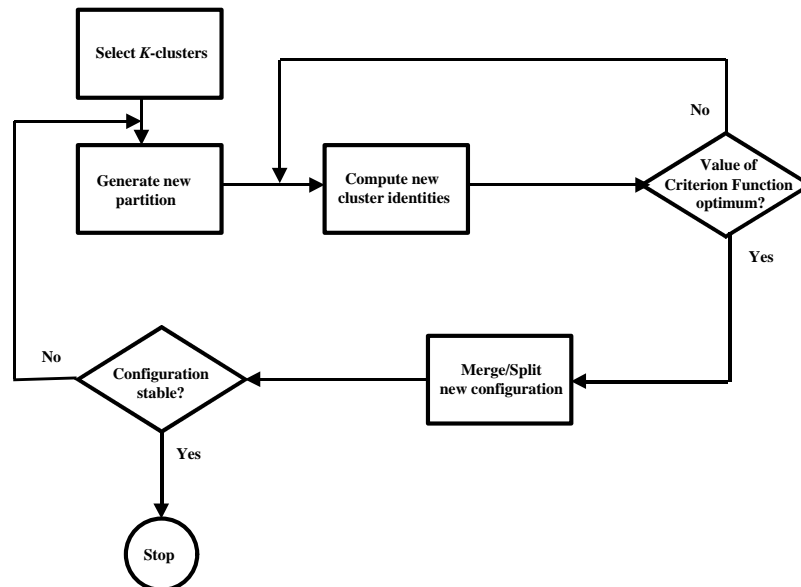 Select K-clusters
No
Generate new
partition
Compute new
cluster identities
Value of
Criterion Function
optimum?
Yes
No
Configuration
stable?
Merge/Split
new configuration
Yes
Stop